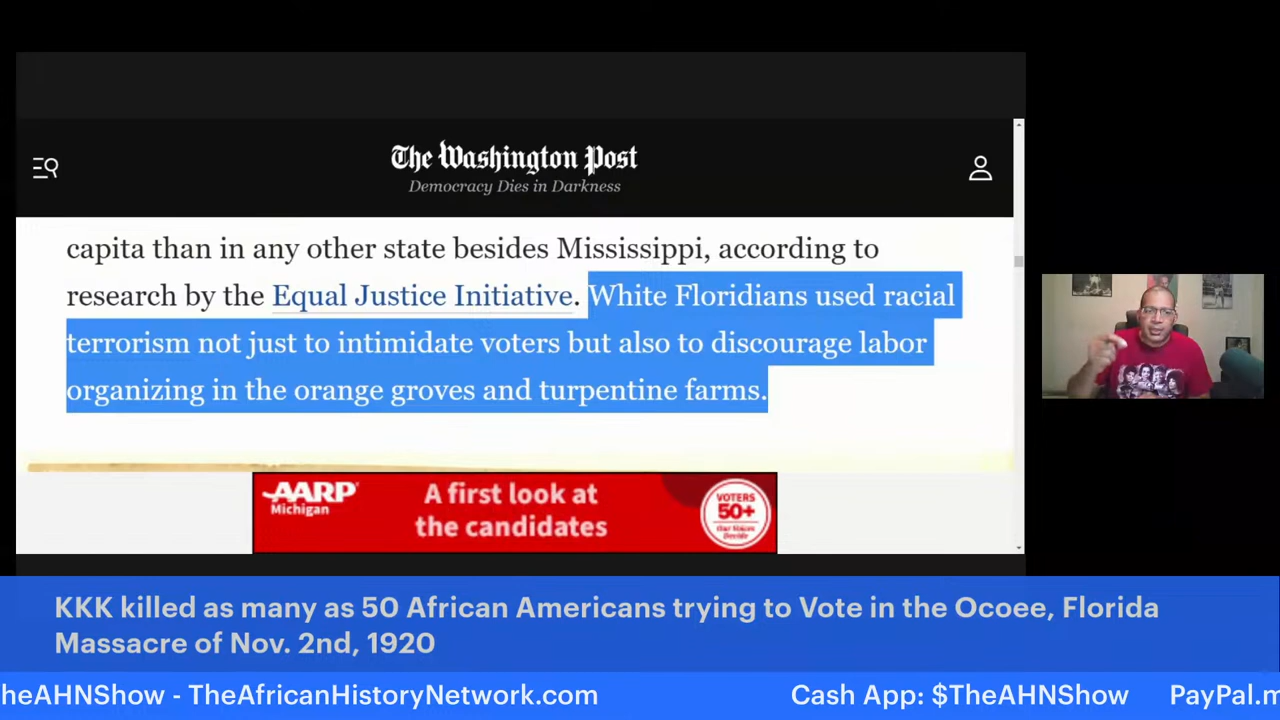 The Washington Post
Democracy Dies in Darkness
capita than in any other state besides Mississippi, according to
research by the Equal Justice Initiative. White Floridians used racial
terrorism not just to intimidate voters but also to discourage labor
organizing in the orange groves and turpentine farms.
AARP
Michigan
A first look at
the candidates
VOTERS
50+
Our Voices
Decide
KKK killed as many as 50 African Americans trying to Vote in the Ocoee, Florida
Massacre of Nov. 2nd, 1920
heAHNShow - TheAfricanHistoryNetwork.com Cash App: $TheAHNShow PayPal.m